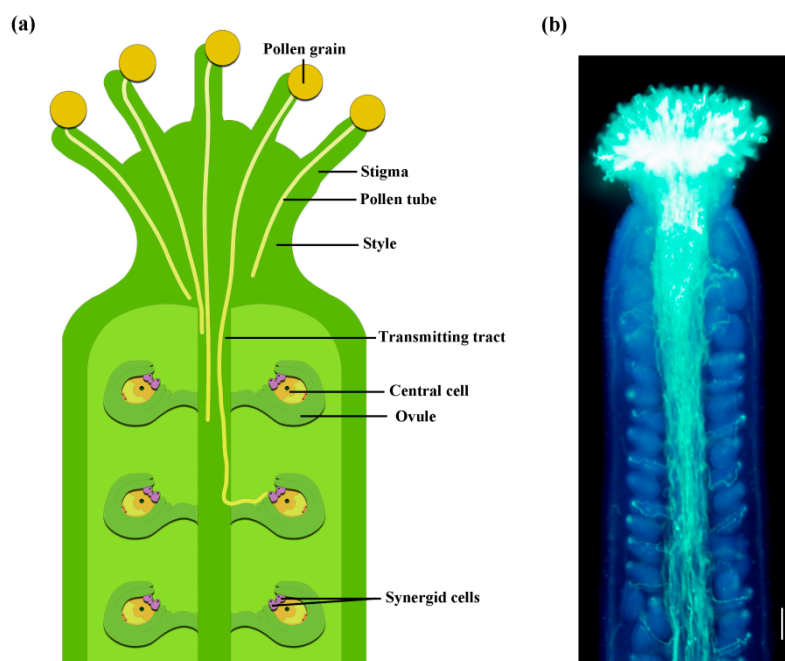 (a)
(b)
Pollen grain
Stigma
Pollen tube
Style
Transmitting tract
Central cell
Ovule
Synergid cells